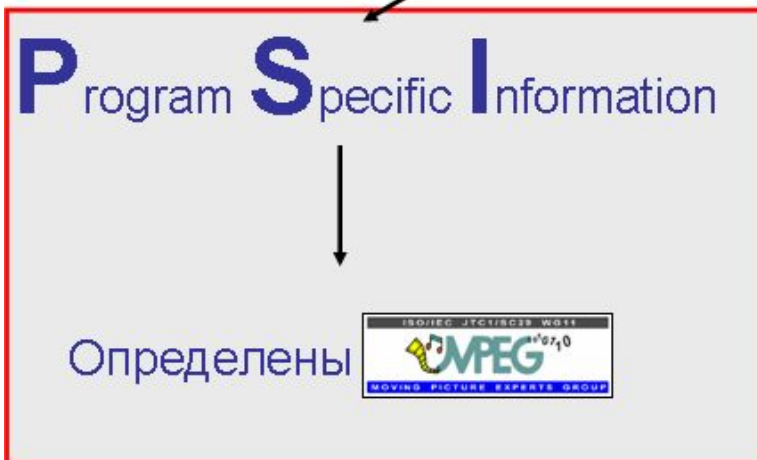 Program Specific Information
Определены
ISO/IEC JTC1/SC29 WG11
MPEG
MOVING PICTURE EXPERTS GROUP